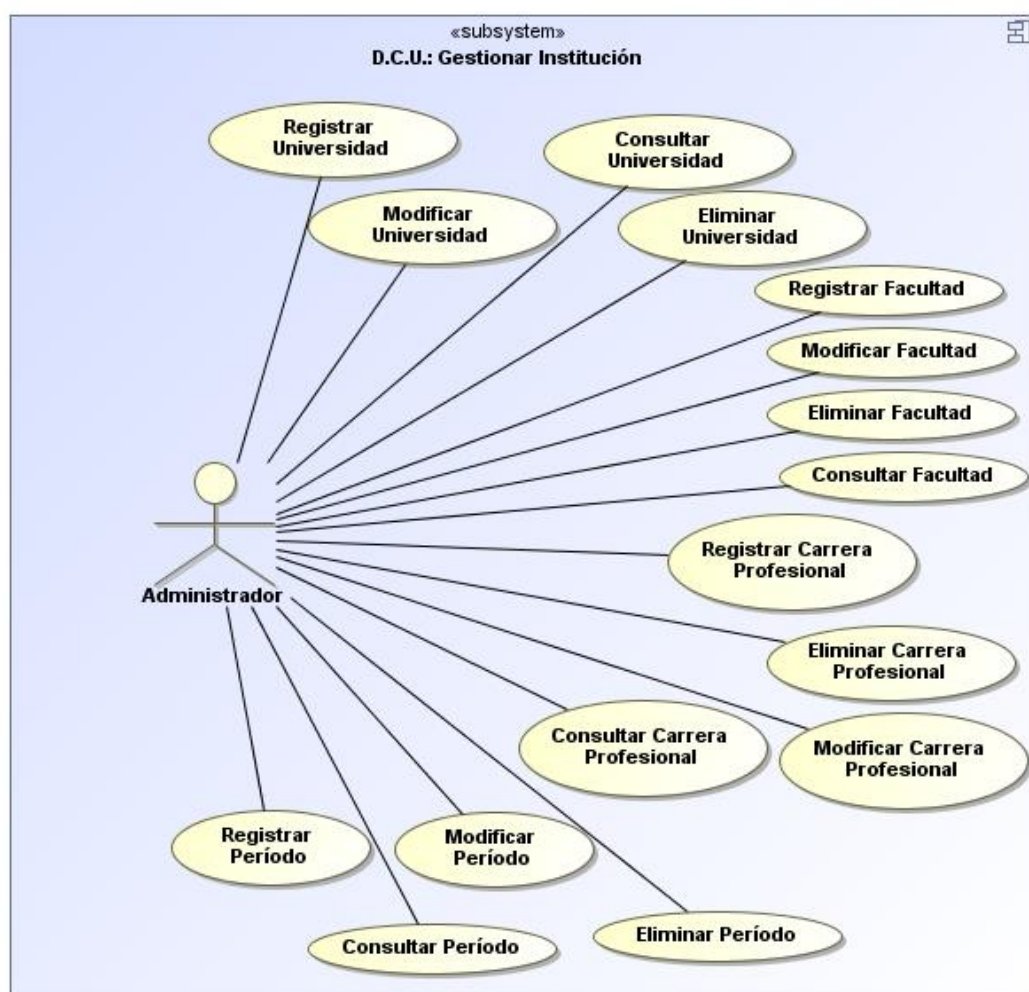 «subsystem»
D.C.U.: Gestionar Institución
Registrar
Universidad
Consultar
Universidad
Modificar
Universidad
Eliminar
Universidad
Registrar Facultad
Modificar Facultad
Eliminar Facultad
Consultar Facultad
Registrar Carrera
Profesional
Administrador
Eliminar Carrera
Profesional
Consultar Carrera
Profesional
Modificar Carrera
Profesional
Registrar
Período
Modificar
Período
Consultar Período
Eliminar Período